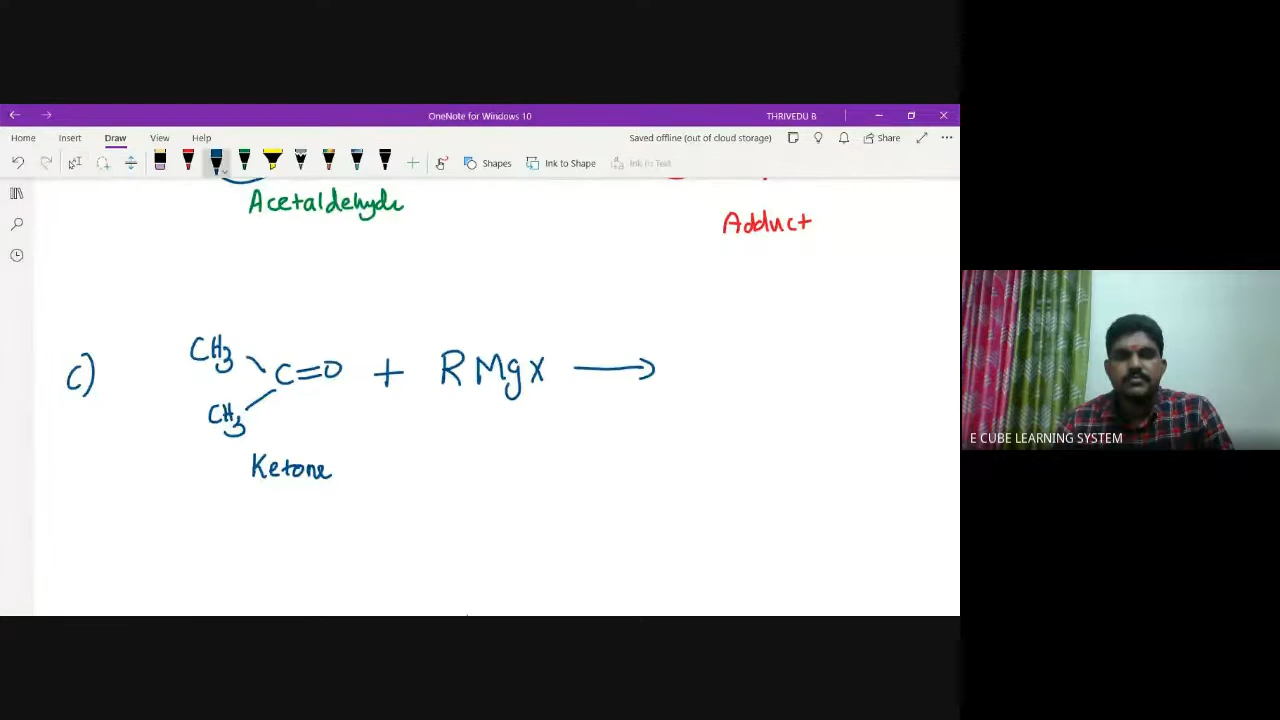 OneNote for Windows 10
THRIVEDU B
Home Insert Draw View Help
Saved offline (out of cloud storage)
Share
Shapes
Ink to Shape
Ink to Text
Acetaldehyde
Adduct
c)
CH3
C=O + RMgx ⟶
CH3
Ketone
E CUBE LEARNING SYSTEM